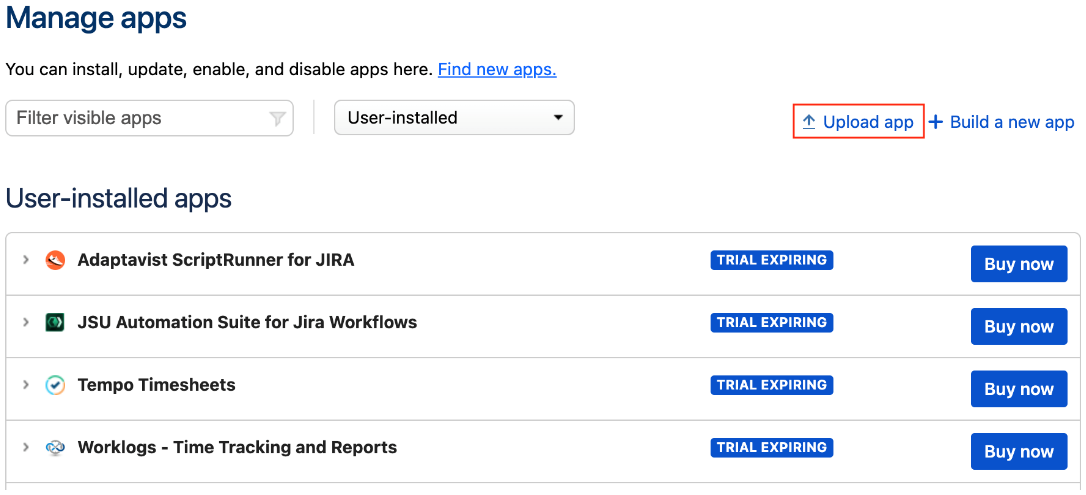 Manage apps
You can install, update, enable, and disable apps here. Find new apps.
Filter visible apps
User-installed
Upload app
Build a new app
User-installed apps
Adaptavist ScriptRunner for JIRA
TRIAL EXPIRING
Buy now
JSU Automation Suite for Jira Workflows
TRIAL EXPIRING
Buy now
Tempo Timesheets
TRIAL EXPIRING
Buy now
Worklogs - Time Tracking and Reports
TRIAL EXPIRING
Buy now